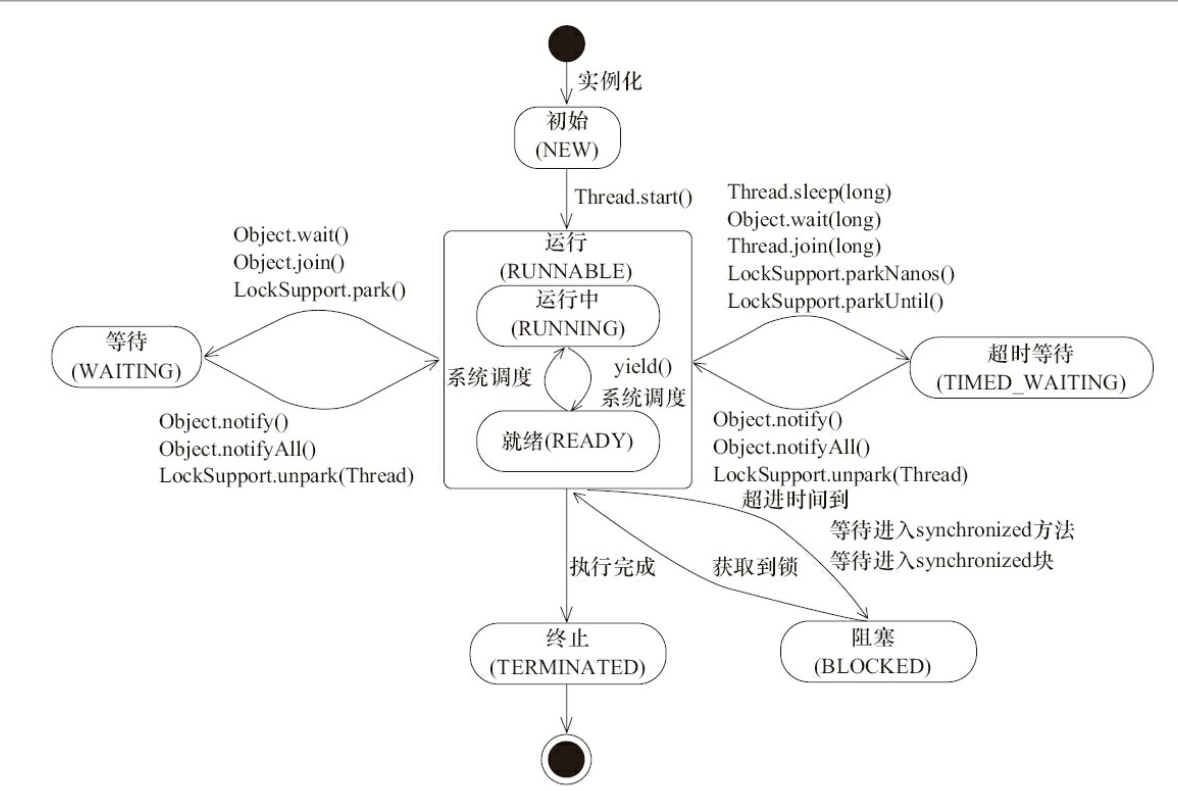 实例化
初始
(NEW)
Thread.start()
Object.wait()
Object.join()
LockSupport.park()
Thread.sleep(long)
Object.wait(long)
Thread.join(long)
LockSupport.parkNanos()
LockSupport.parkUntil()
运行
(RUNNABLE)
运行中
(RUNNING)
等待
(WAITING)
系统调度
yield()
系统调度
超时等待
(TIMED_WAITING)
就绪(READY)
Object.notify()
Object.notifyAll()
LockSupport.unpark(Thread)
Object.notify()
Object.notifyAll()
LockSupport.unpark(Thread)
超进时间到
等待进入synchronized方法
等待进入synchronized块
执行完成
获取到锁
终止
(TERMINATED)
阻塞
(BLOCKED)